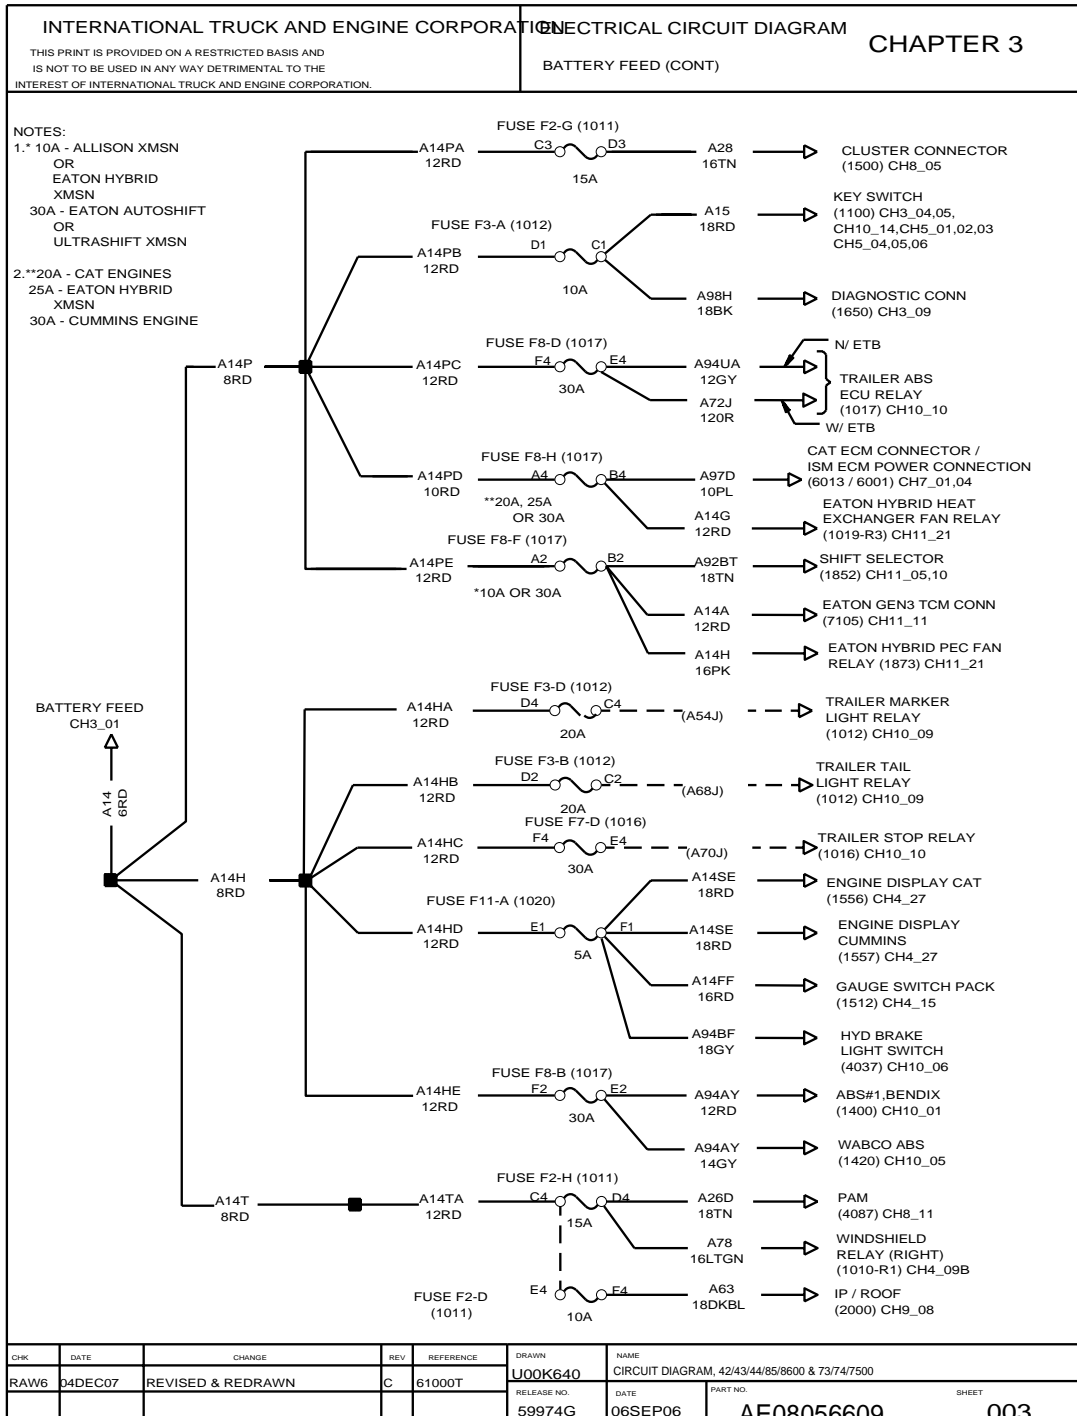 INTERNATIONAL TRUCK AND ENGINE CORPORATION
THIS PRINT IS PROVIDED ON A RESTRICTED BASIS AND
IS NOT TO BE USED IN ANY WAY DETRIMENTAL TO THE
INTEREST OF INTERNATIONAL TRUCK AND ENGINE CORPORATION.
ELECTRICAL CIRCUIT DIAGRAM
BATTERY FEED (CONT)
CHAPTER 3
NOTES:
1.* 10A - ALLISON XMSN
OR
EATON HYBRID
XMSN
30A - EATON AUTOSHIFT
OR
ULTRASHIFT XMSN
2.**20A - CAT ENGINES
25A - EATON HYBRID
XMSN
30A - CUMMINS ENGINE
A14P
8RD
FUSE F2-G (1011)
A14PA
12RD
C3
D3
15A
A28
16TN
CLUSTER CONNECTOR
(1500) CH8_05
FUSE F3-A (1012)
A14PB
12RD
D1
C1
10A
A15
18RD
KEY SWITCH
(1100) CH3_04,05,
CH10_14,CH5_01,02,03
CH5_04,05,06
A98H
18BK
DIAGNOSTIC CONN
(1650) CH3_09
FUSE F8-D (1017)
A14PC
12RD
F4
E4
30A
A94UA
12GY
N/ ETB
A72J
120R
W/ ETB
TRAILER ABS
ECU RELAY
(1017) CH10_10
FUSE F8-H (1017)
A14PD
10RD
A4
B4
**20A, 25A
OR 30A
A97D
10PL
CAT ECM CONNECTOR /
ISM ECM POWER CONNECTION
(6013 / 6001) CH7_01,04
A14G
12RD
EATON HYBRID HEAT
EXCHANGER FAN RELAY
(1019-R3) CH11_21
FUSE F8-F (1017)
A14PE
12RD
A2
B2
*10A OR 30A
A92BT
18TN
SHIFT SELECTOR
(1852) CH11_05,10
A14A
12RD
EATON GEN3 TCM CONN
(7105) CH11_11
A14H
16PK
EATON HYBRID PEC FAN
RELAY (1873) CH11_21
BATTERY FEED
CH3_01
A14
6RD
A14H
8RD
FUSE F3-D (1012)
A14HA
12RD
D4
C4
20A
(A54J)
TRAILER MARKER
LIGHT RELAY
(1012) CH10_09
FUSE F3-B (1012)
A14HB
12RD
D2
C2
20A
(A68J)
TRAILER TAIL
LIGHT RELAY
(1012) CH10_09
FUSE F7-D (1016)
A14HC
12RD
F4
E4
30A
(A70J)
TRAILER STOP RELAY
(1016) CH10_10
FUSE F11-A (1020)
A14HD
12RD
E1
F1
5A
A14SE
18RD
ENGINE DISPLAY CAT
(1556) CH4_27
A14SE
18RD
ENGINE DISPLAY
CUMMINS
(1557) CH4_27
A14FF
16RD
GAUGE SWITCH PACK
(1512) CH4_15
A94BF
18GY
HYD BRAKE
LIGHT SWITCH
(4037) CH10_06
FUSE F8-B (1017)
A14HE
12RD
F2
E2
30A
A94AY
12RD
ABS#1,BENDIX
(1400) CH10_01
A94AY
14GY
WABCO ABS
(1420) CH10_05
A14T
8RD
FUSE F2-H (1011)
A14TA
12RD
C4
D4
15A
A26D
18TN
PAM
(4087) CH8_11
A78
16LTGN
WINDSHIELD
RELAY (RIGHT)
(1010-R1) CH4_09B
FUSE F2-D
(1011)
E4
F4
10A
A63
18DKBL
IP / ROOF
(2000) CH9_08
CHK
DATE
CHANGE
REV
REFERENCE
RAW6
04DEC07
REVISED & REDRAWN
C
61000T
DRAWN
U00K640
NAME
CIRCUIT DIAGRAM, 42/43/44/85/8600 & 73/74/7500
RELEASE NO.
59974G
DATE
06SEP06
PART NO.
AE08056609
SHEET
003